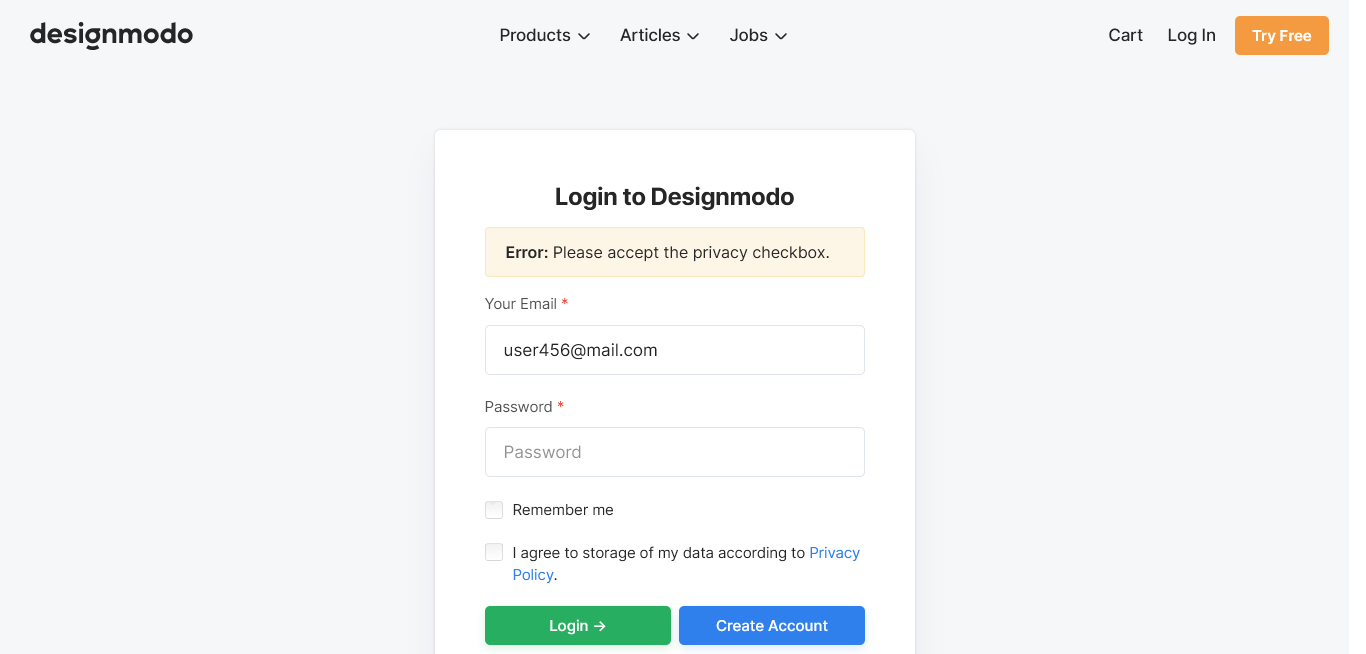 designmodo
Products
Articles
Jobs
Cart
Log In
Try Free
Login to Designmodo
Error: Please accept the privacy checkbox.
Your Email *
user456@mail.com
Password *
Password
Remember me
I agree to storage of my data according to Privacy
Policy.
Login →
Create Account